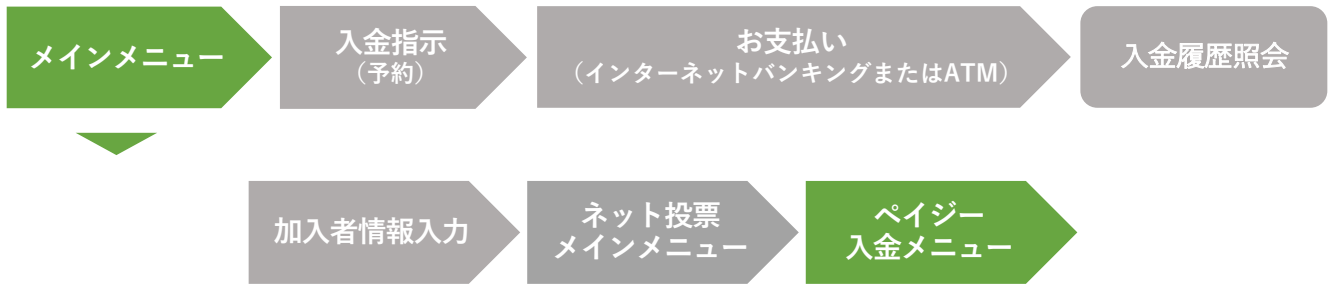 メインメニュー
入金指示
（予約）
お支払い
（インターネットバンキングまたはATM）
入金履歴照会
加入者情報入力
ネット投票
メインメニュー
ペイジー
入金メニュー